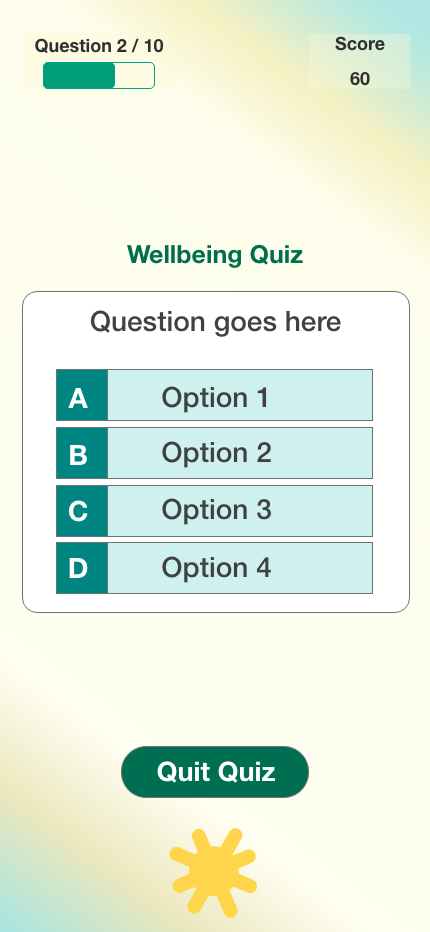 Question 2 / 10
Score
60
Wellbeing Quiz
Question goes here
A Option 1
B Option 2
C Option 3
D Option 4
Quit Quiz